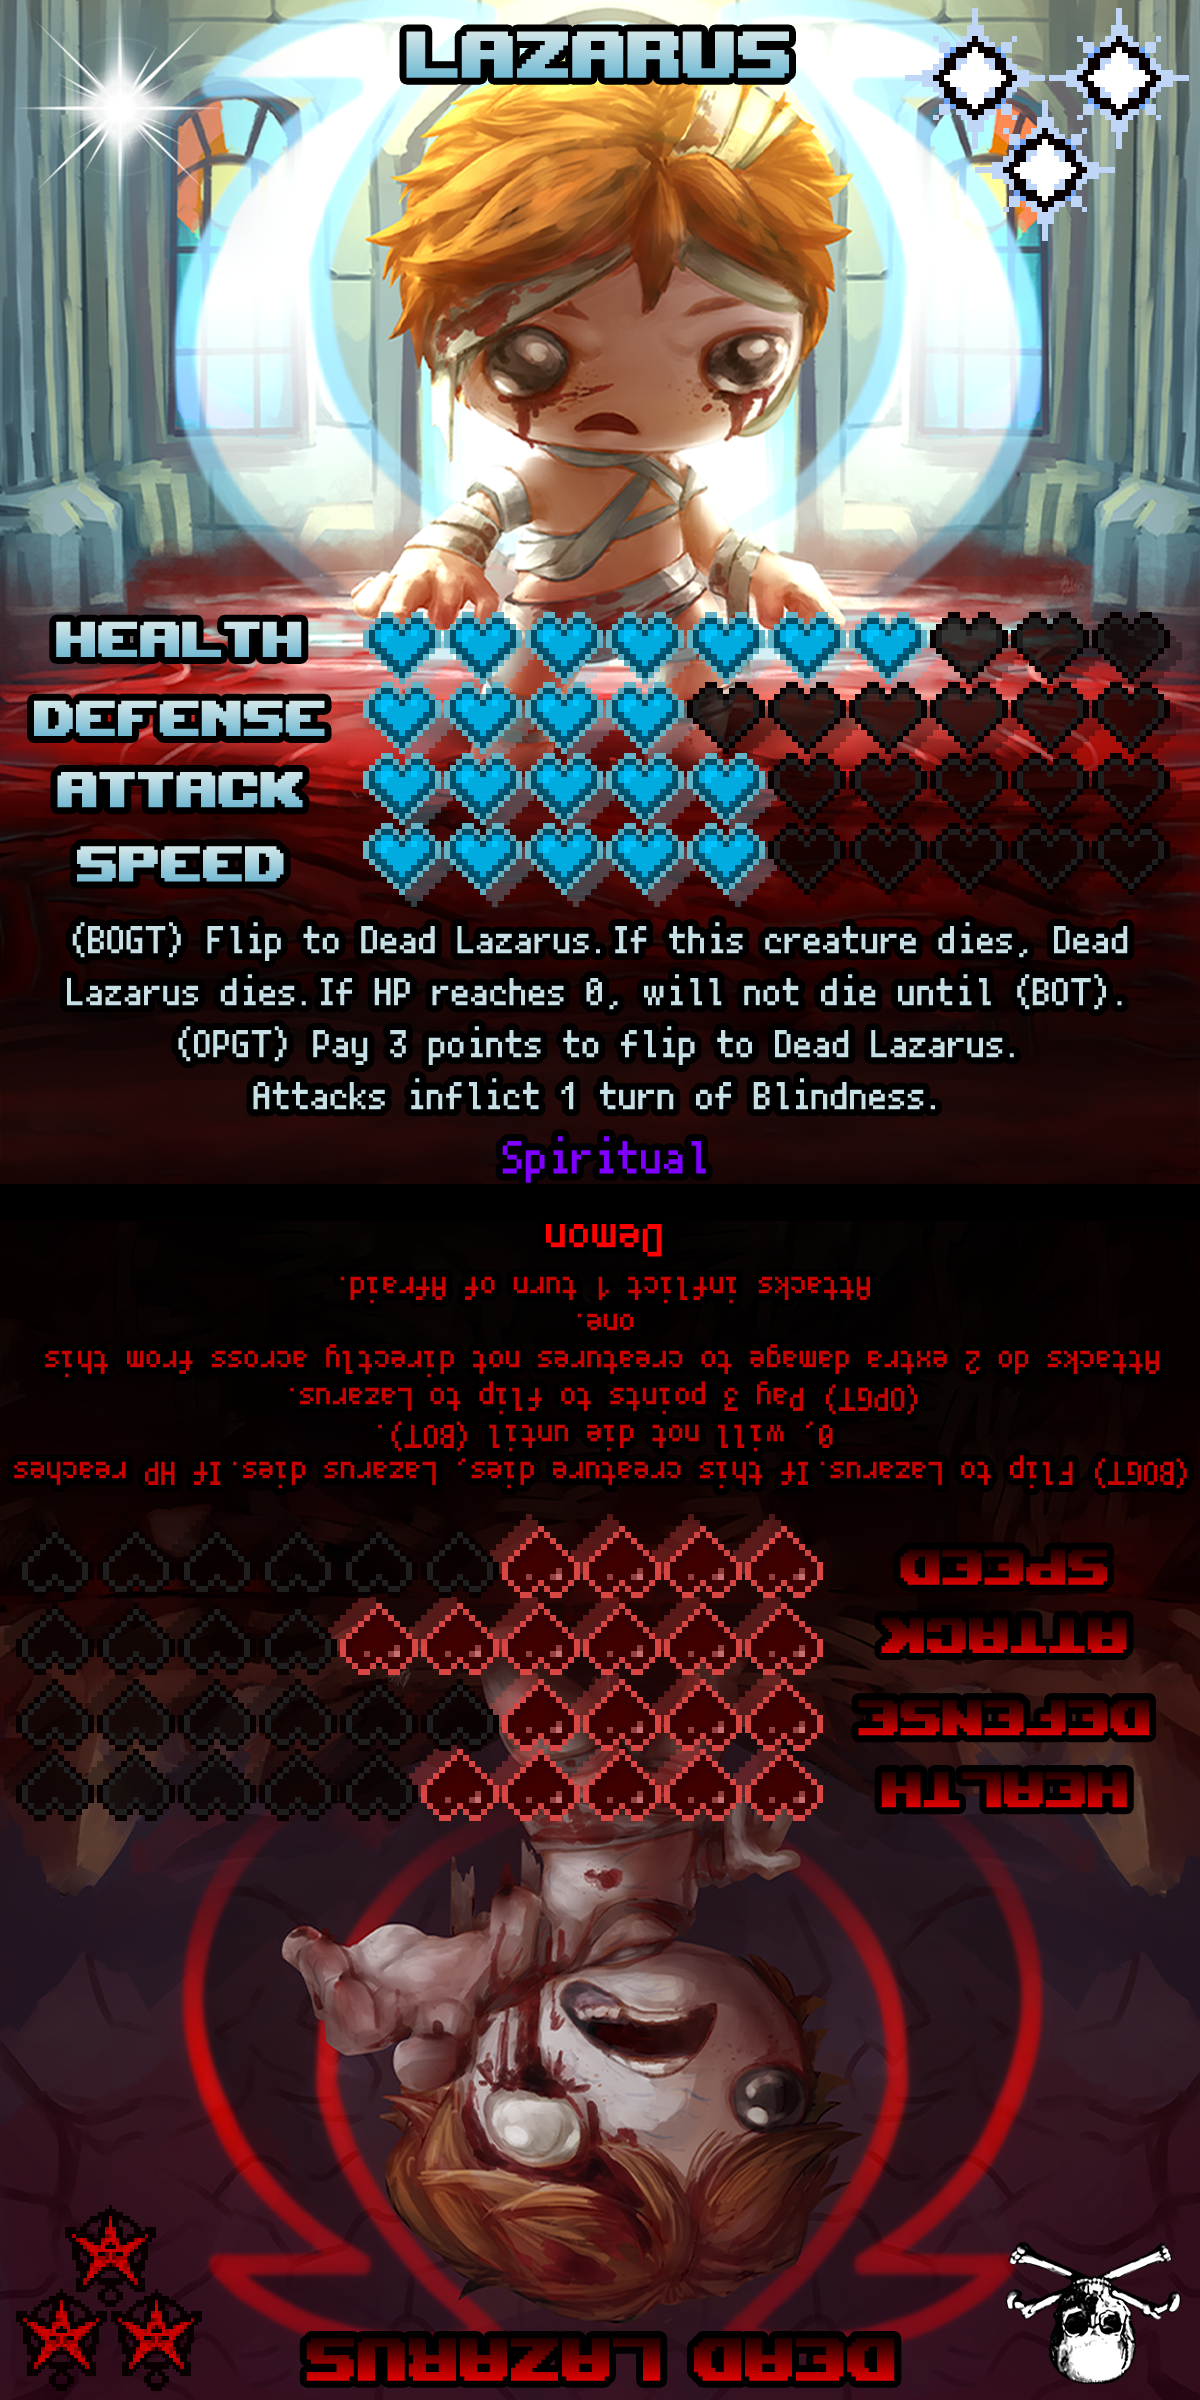 LAZARUS
HEALTH
DEFENSE
ATTACK
SPEED
(BOGT) Flip to Dead Lazarus.If this creature dies, Dead
Lazarus dies.If HP reaches 0, will not die until (BOT).
(OPGT) Pay 3 points to flip to Dead Lazarus.
Attacks inflict 1 turn of Blindness.
Spiritual
DEAD LAZARUS
HEALTH
DEFENSE
ATTACK
SPEED
(BOGT) Flip to Lazarus.If this creature dies, Lazarus dies.If HP reaches
0, will not die until (BOT).
(OPGT) Pay 3 points to flip to Lazarus.
Attacks do 2 extra damage to creatures not directly across from this
one.
Attacks inflict 1 turn of Afraid.
Demon